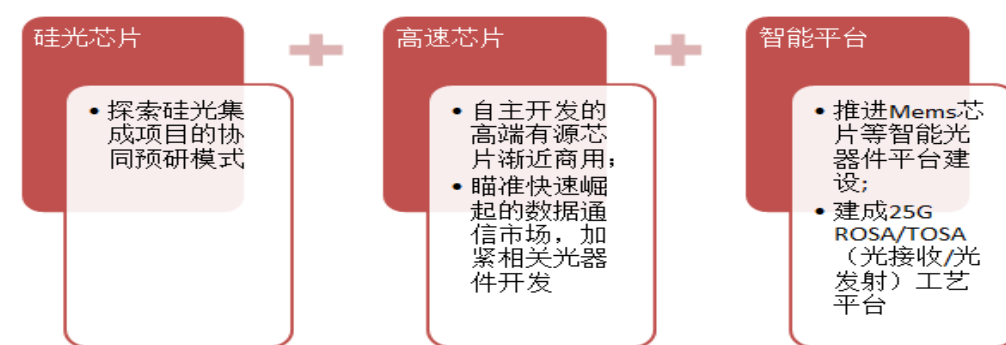 硅光芯片
• 探索硅光集
成项目的协
同预研模式
高速芯片
• 自主开发的
高端有源芯
片渐近商用；
• 瞄准快速崛
起的数据通
信市场，加
紧相关光器
件开发
智能平台
• 推进Mems芯
片等智能光
器件平台建
设;
• 建成25G
ROSA/TOSA
（光接收/光
发射）工艺
平台